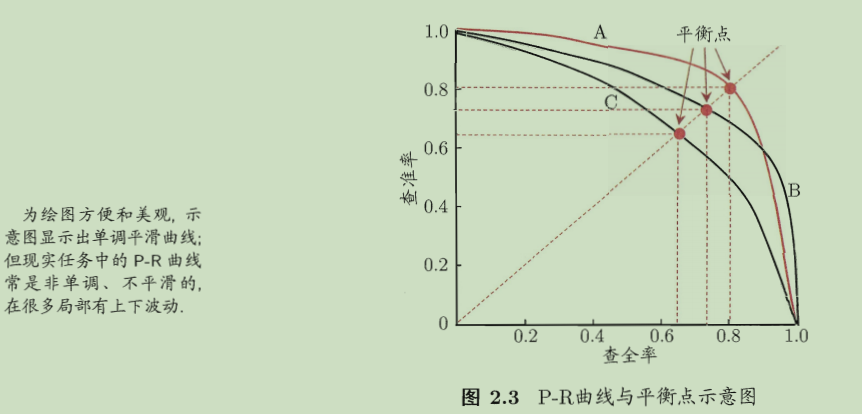 为绘图方便和美观, 示
意图显示出单调平滑曲线;
但现实任务中的 P-R 曲线
常是非单调、不平滑的,
在很多局部有上下波动.
1.0
0.8
0.6
0.4
0.2
0
查准率
A
平衡点
C
B
0.2
0.4
0.6
0.8
1.0
查全率
图 2.3 P-R曲线与平衡点示意图